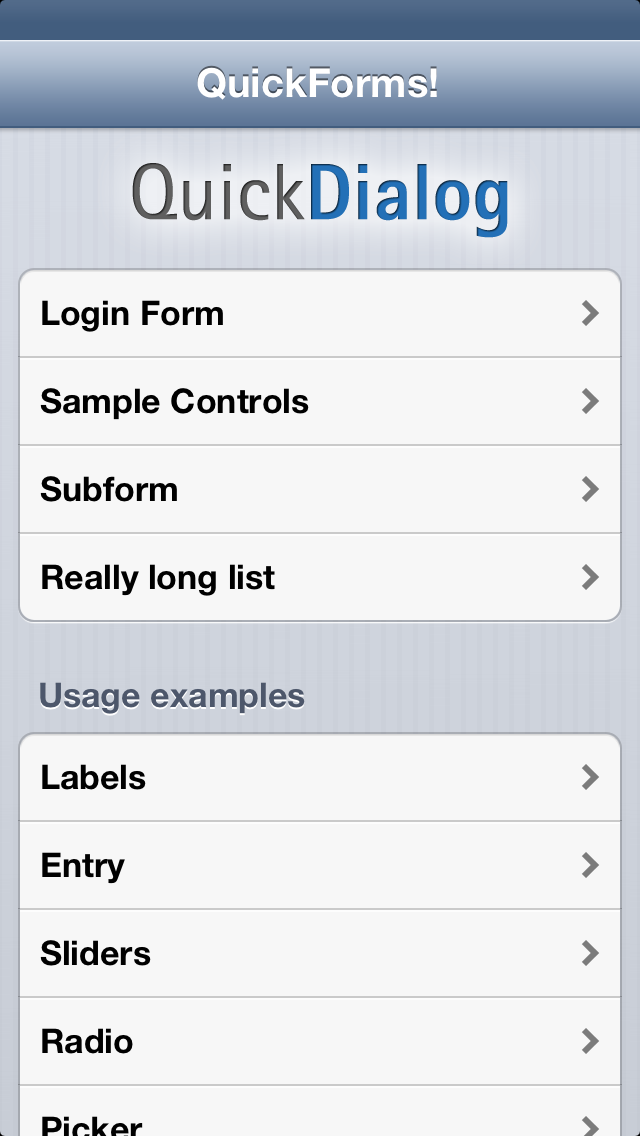 QuickForms!
QuickDialog
Login Form
Sample Controls
Subform
Really long list
Usage examples
Labels
Entry
Sliders
Radio
Picker